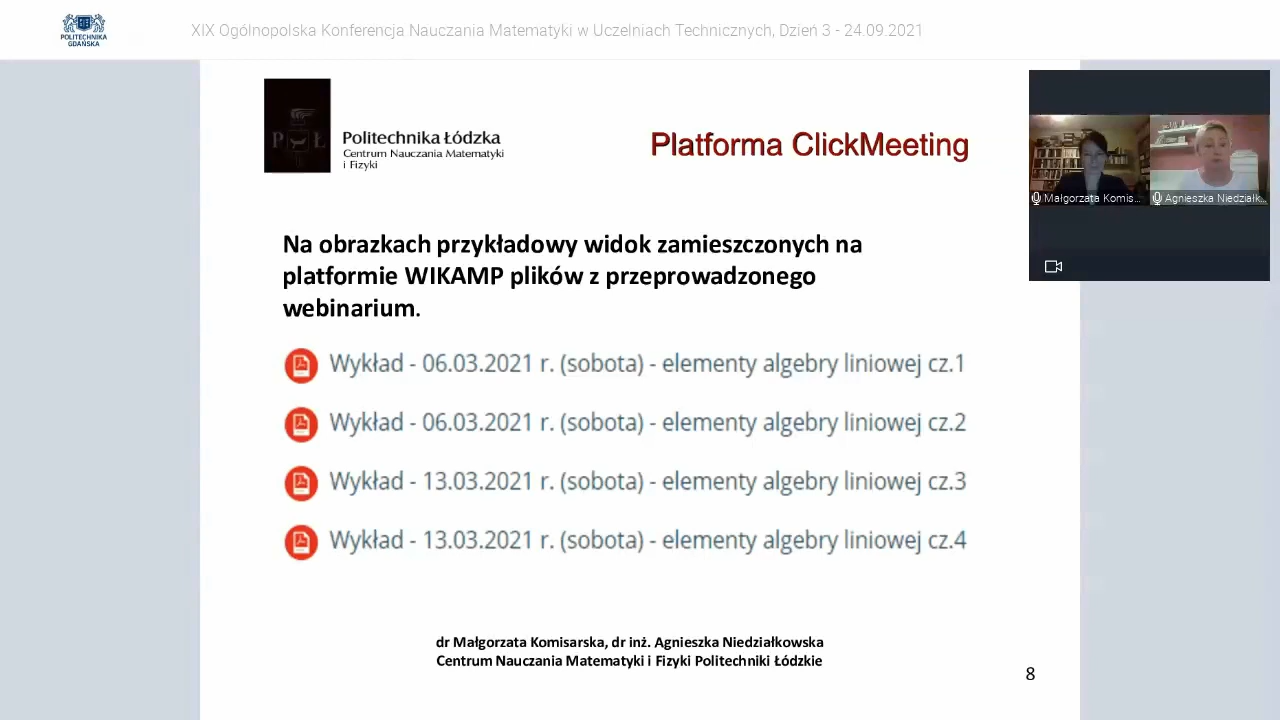 POLITECHNIKA
GDAŃSKA
XIX Ogólnopolska Konferencja Nauczania Matematyki w Uczelniach Technicznych, Dzień 3 - 24.09.2021
P Ł
Politechnika Łódzka
Centrum Nauczania Matematyki
i Fizyki
Platforma ClickMeeting
Małgorzata Komis...
Agnieszka Niedziałk...
Na obrazkach przykładowy widok zamieszczonych na
platformie WIKAMP plików z przeprowadzonego
webinarium.
Wykład - 06.03.2021 r. (sobota) - elementy algebry liniowej cz.1
Wykład - 06.03.2021 r. (sobota) - elementy algebry liniowej cz.2
Wykład - 13.03.2021 r. (sobota) - elementy algebry liniowej cz.3
Wykład - 13.03.2021 r. (sobota) - elementy algebry liniowej cz.4
dr Małgorzata Komisarska, dr inż. Agnieszka Niedziałkowska
Centrum Nauczania Matematyki i Fizyki Politechniki Łódzkie
8